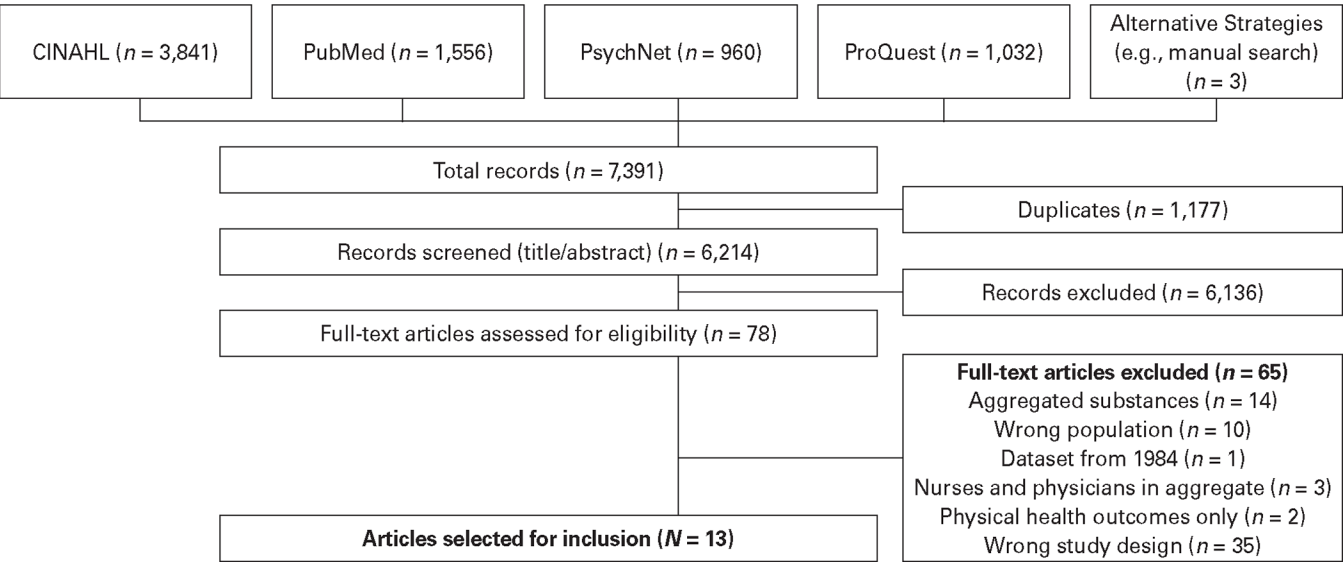 CINAHL (n = 3,841)
PubMed (n = 1,556)
PsychNet (n = 960)
ProQuest (n = 1,032)
Alternative Strategies
(e.g., manual search)
(n = 3)
Total records (n = 7,391)
Duplicates (n = 1,177)
Records screened (title/abstract) (n = 6,214)
Records excluded (n = 6,136)
Full-text articles assessed for eligibility (n = 78)
Full-text articles excluded (n = 65)
Aggregated substances (n = 14)
Wrong population (n = 10)
Dataset from 1984 (n = 1)
Nurses and physicians in aggregate (n = 3)
Physical health outcomes only (n = 2)
Wrong study design (n = 35)
Articles selected for inclusion (N = 13)